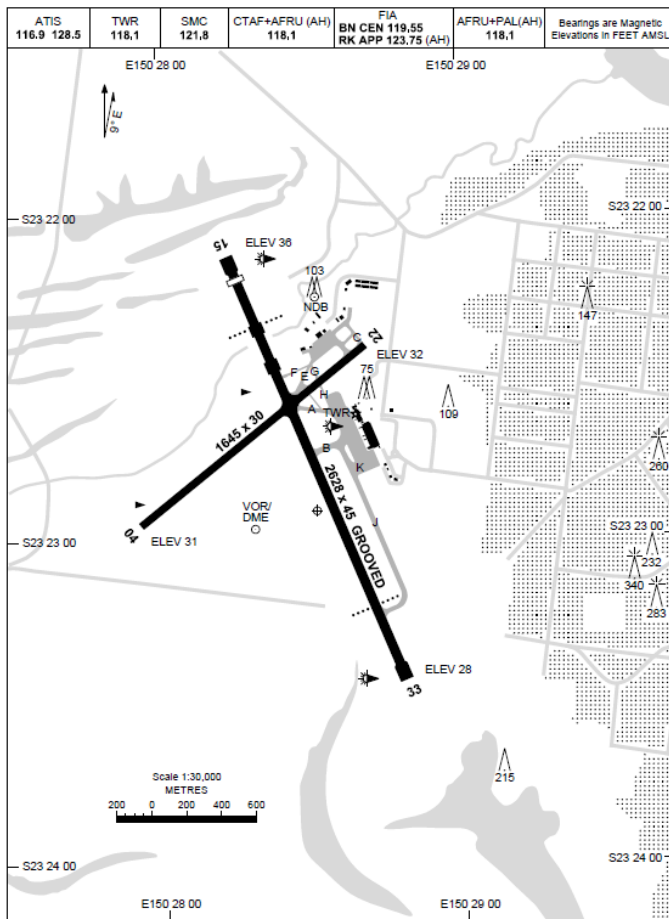 ATIS
116.9 128.5
TWR
118,1
SMC
121,8
CTAF+AFRU (AH)
118,1
FIA
BN CEN 119,55
RK APP 123,75 (AH)
AFRU+PAL(AH)
118,1
Bearings are Magnetic
Elevations in FEET AMSL
E150 28 00
E150 29 00
9° E
S23 22 00
S23 22 00
15
ELEV 36
103
NDB
147
22
C
ELEV 32
F
E
G
H
75
109
A
TWR
1645 x 30
B
K
260
2628 x 45 GROOVED
VOR/
DME
J
04
ELEV 31
S23 23 00
S23 23 00
232
340
283
ELEV 28
33
215
Scale 1:30,000
METRES
200 0 200 400 600
S23 24 00
S23 24 00
E150 28 00
E150 29 00